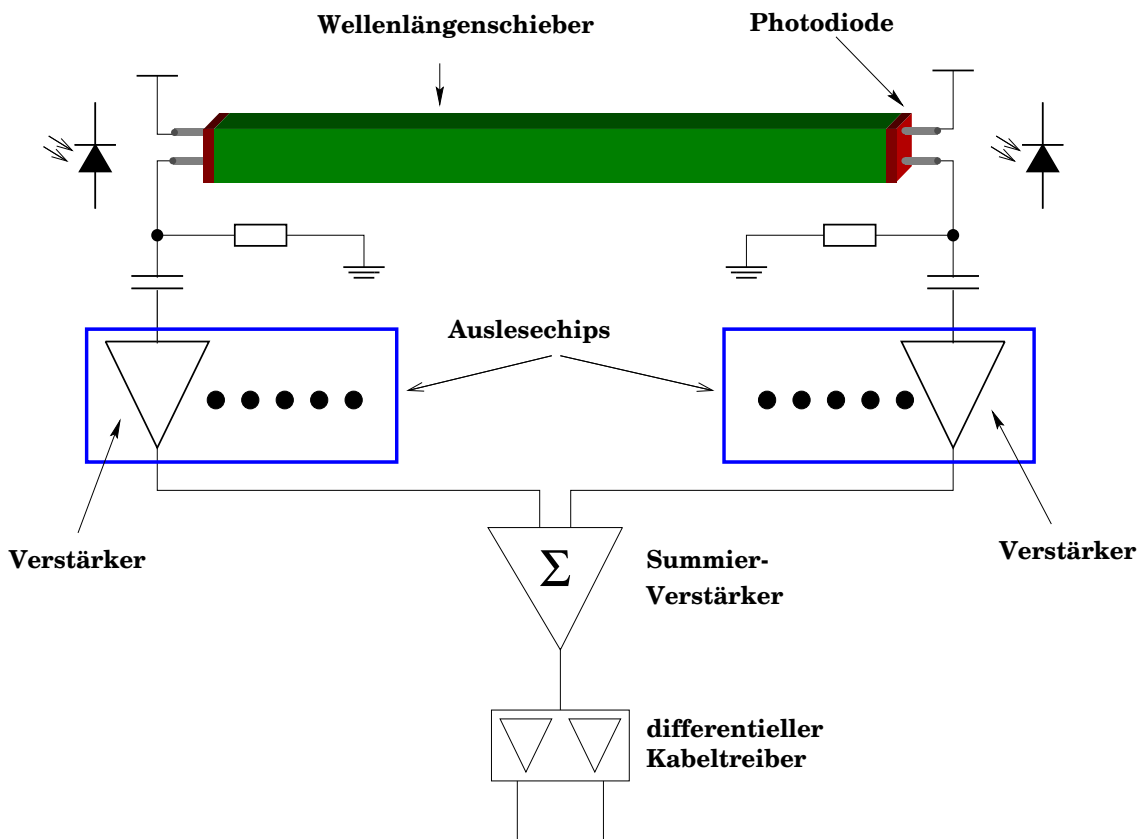 Wellenlängenschieber
Photodiode
Auslesechips
Verstärker
Σ
Summier-
Verstärker
Verstärker
differentieller
Kabeltreiber